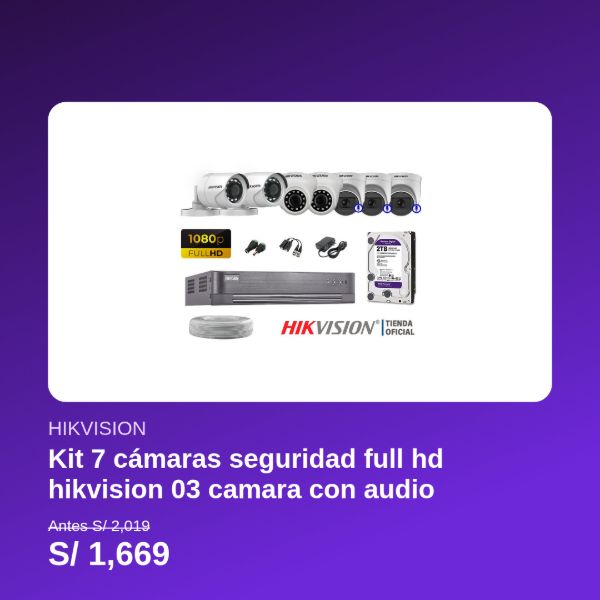 HIKVISION
1080p
FULL HD
2TB
HIKVISION® TIENDA
OFICIAL
HIKVISION
Kit 7 cámaras seguridad full hd
hikvision 03 camara con audio
Antes S/ 2,019
S/ 1,669